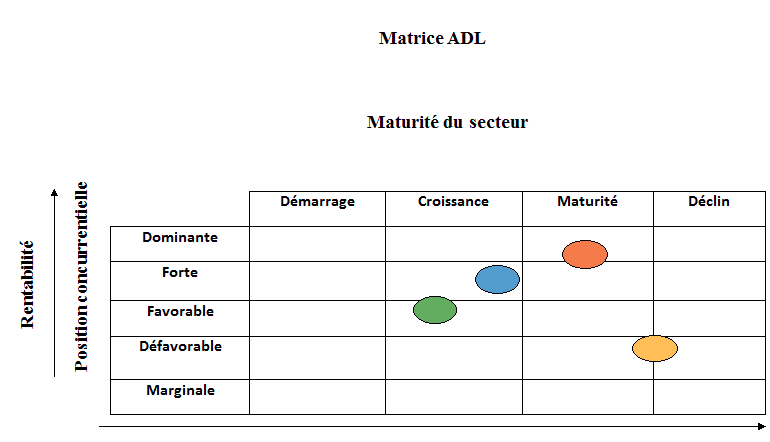 Matrice ADL
Maturité du secteur
Rentabilité
Position concurrentielle
Démarrage
Croissance
Maturité
Déclin
Dominante
Forte
Favorable
Défavorable
Marginale